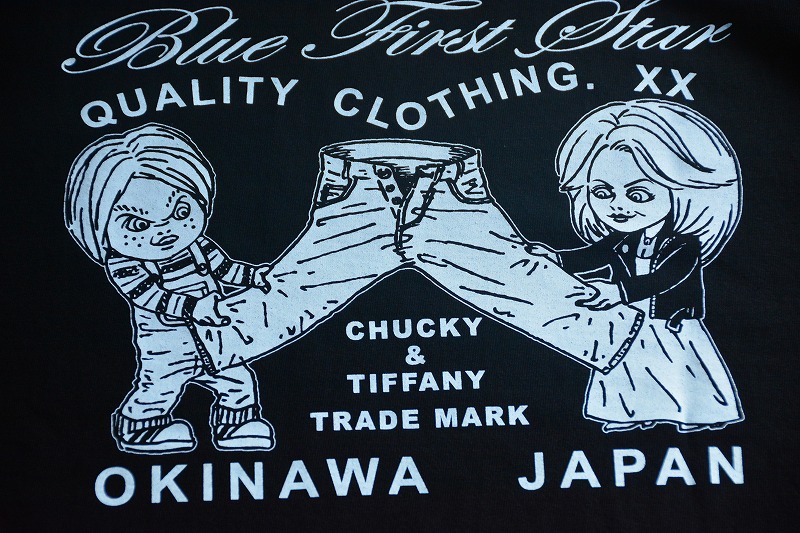 Blue First Star
QUALITY CLOTHING. XX
CHUCKY
&
TIFFANY
TRADE MARK
OKINAWA JAPAN